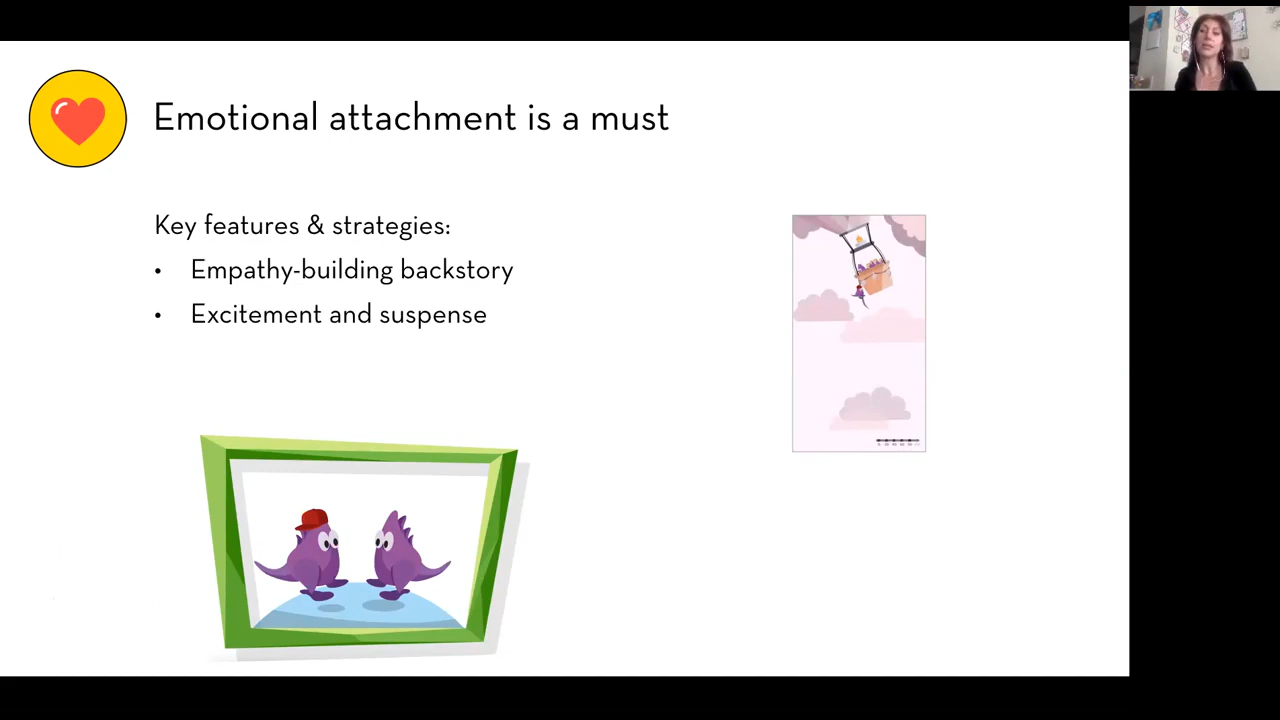 Emotional attachment is a must
Key features & strategies:
• Empathy-building backstory
• Excitement and suspense